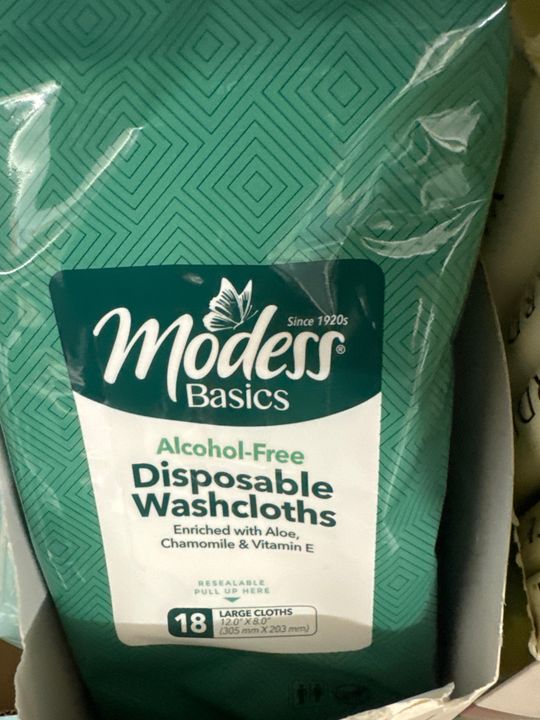 Since 1920s
Modess®
Basics
Alcohol-Free
Disposable
Washcloths
Enriched with Aloe,
Chamomile & Vitamin E
RESEALABLE
PULL UP HERE
18
LARGE CLOTHS
12.0" X 8.0"
(305 mm X 203 mm)